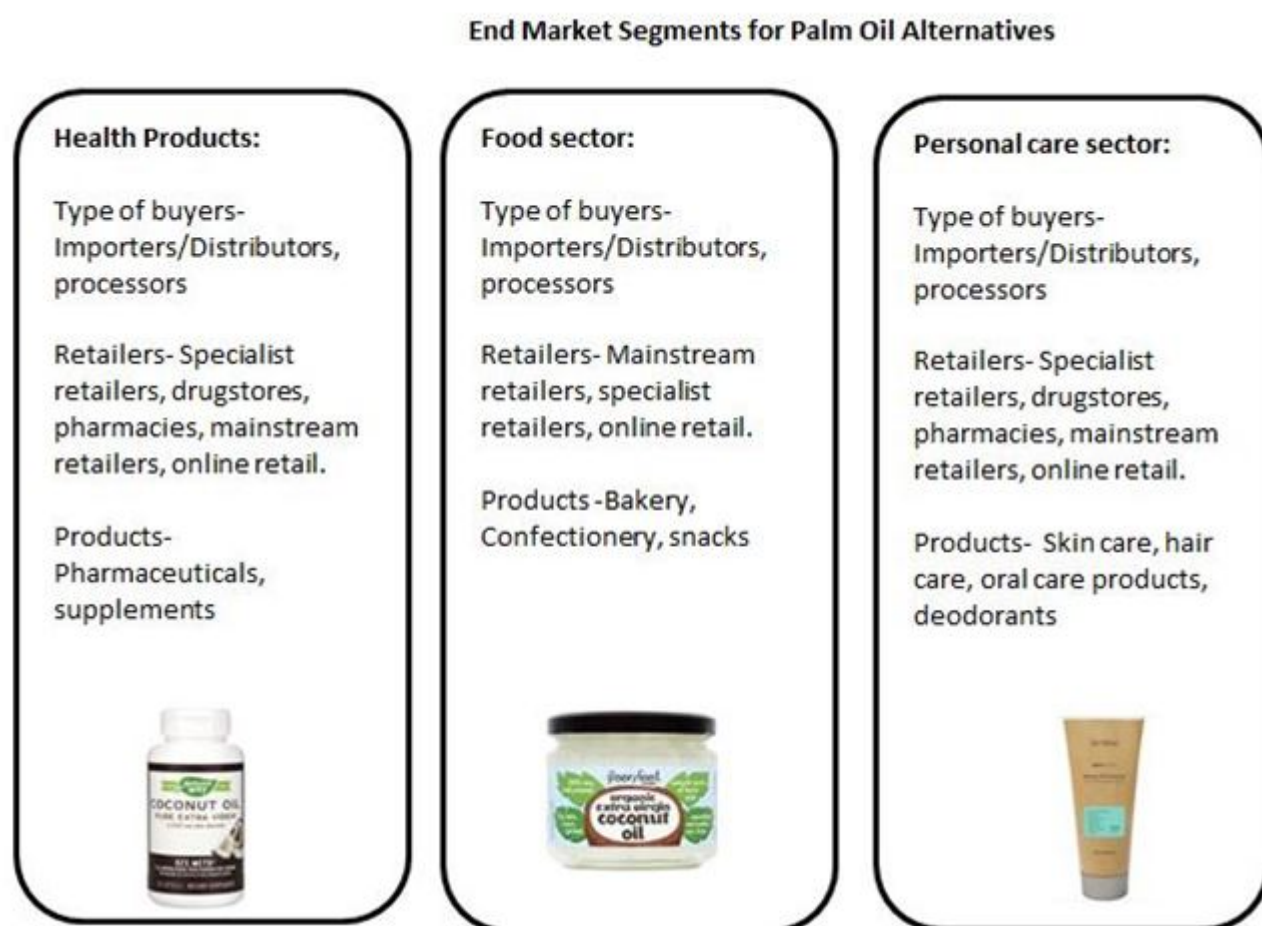 End Market Segments for Palm Oil Alternatives
Health Products:
Type of buyers-
Importers/Distributors,
processors
Retailers- Specialist
retailers, drugstores,
pharmacies, mainstream
retailers, online retail.
Products-
Pharmaceuticals,
supplements
COCONUT OIL
PURE EXTRA VIRGIN
Food sector:
Type of buyers-
Importers/Distributors,
processors
Retailers- Mainstream
retailers, specialist
retailers, online retail.
Products -Bakery,
Confectionery, snacks
organic
extra virgin
coconut
oil
Personal care sector:
Type of buyers-
Importers/Distributors,
processors
Retailers- Specialist
retailers, drugstores,
pharmacies, mainstream
retailers, online retail.
Products-  Skin care, hair
care, oral care products,
deodorants